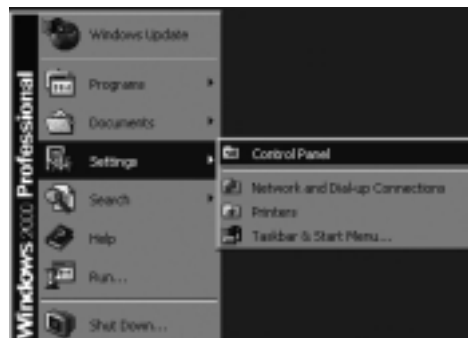 Windows 2000 Professional
Windows Update
Programs
Documents
Settings
Search
Help
Run...
Shut Down...
Control Panel
Network and Dial-up Connections
Printers
Taskbar & Start Menu...